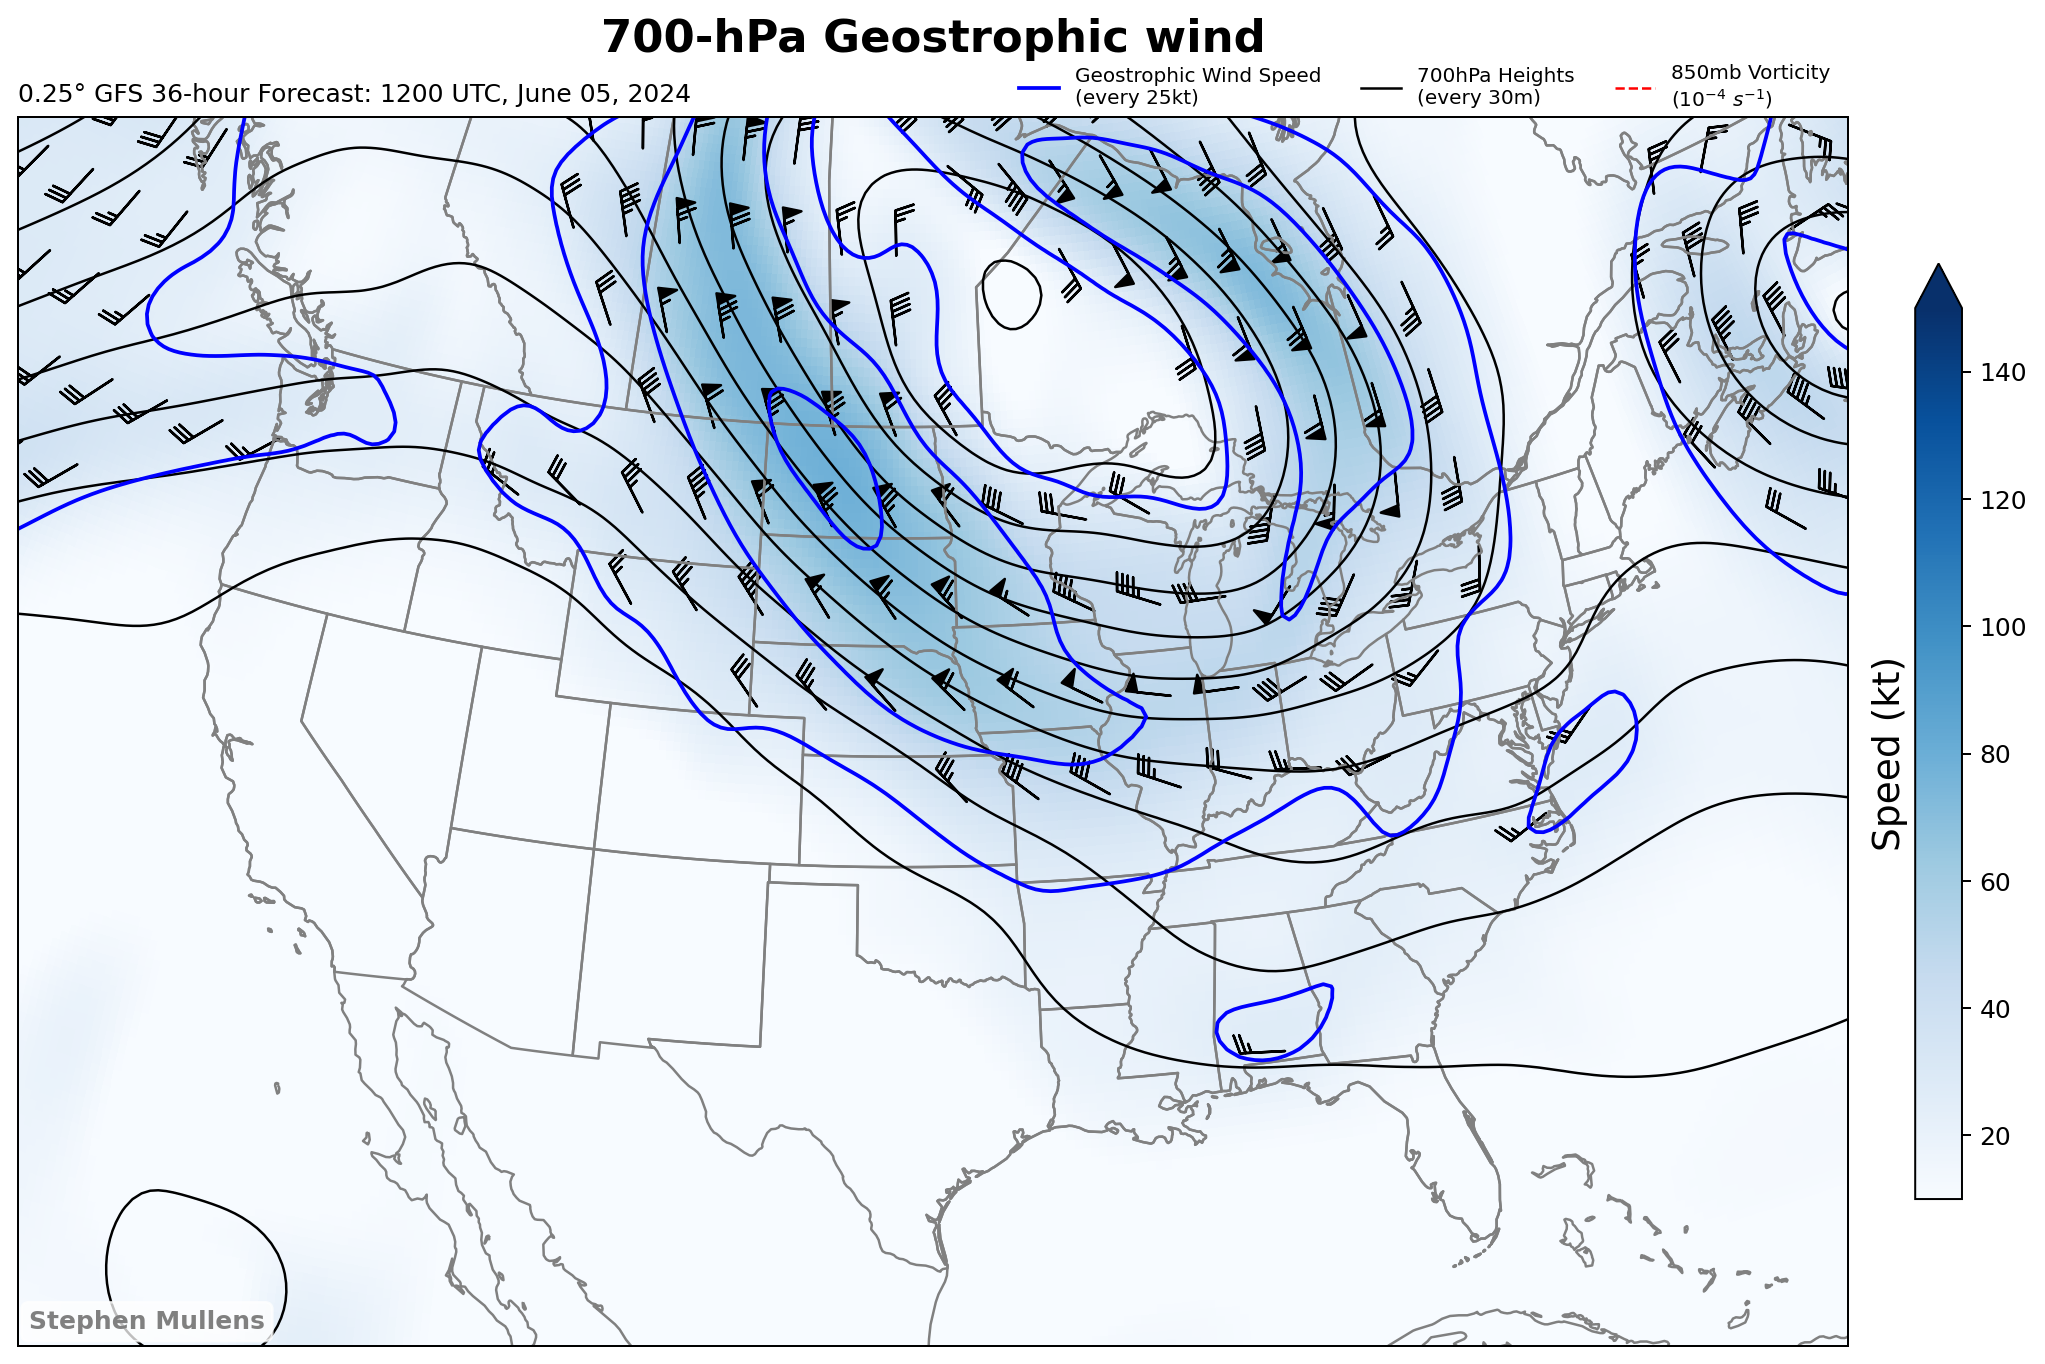 700-hPa Geostrophic wind
0.25° GFS 36-hour Forecast: 1200 UTC, June 05, 2024
Geostrophic Wind Speed
(every 25kt)
700hPa Heights
(every 30m)
850mb Vorticity
(10⁻⁴ s⁻¹)
140
120
100
80
60
40
20
Speed (kt)
Stephen Mullens